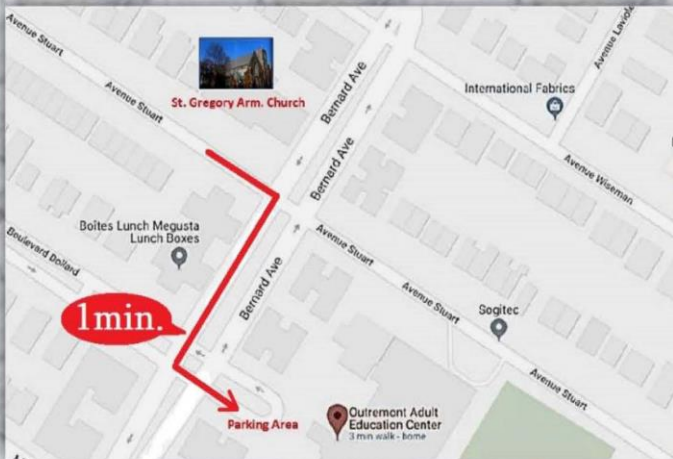 Avenue Stuart
Avenue Stuart
St. Gregory Arm. Church
Bernard Ave
Bernard Ave
International Fabrics
Avenue Wiseman
Boîtes Lunch Megusta
Lunch Boxes
Boulevard Dollard
Bernard Ave
Avenue Stuart
Avenue Stuart
Sogitec
Avenue Stuart
1min.
Parking Area
Outremont Adult
Education Center
3 min walk - home